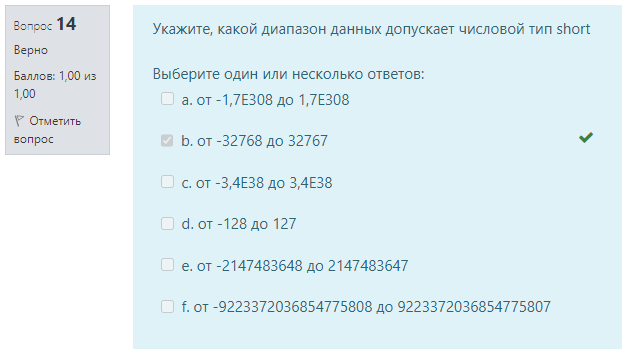 Вопрос 14
Верно
Баллов: 1,00 из
1,00
Отметить
вопрос
Укажите, какой диапазон данных допускает числовой тип short
Выберите один или несколько ответов:
a. от -1,7E308 до 1,7E308
b. от -32768 до 32767
c. от -3,4E38 до 3,4E38
d. от -128 до 127
e. от -2147483648 до 2147483647
f. от -9223372036854775808 до 9223372036854775807